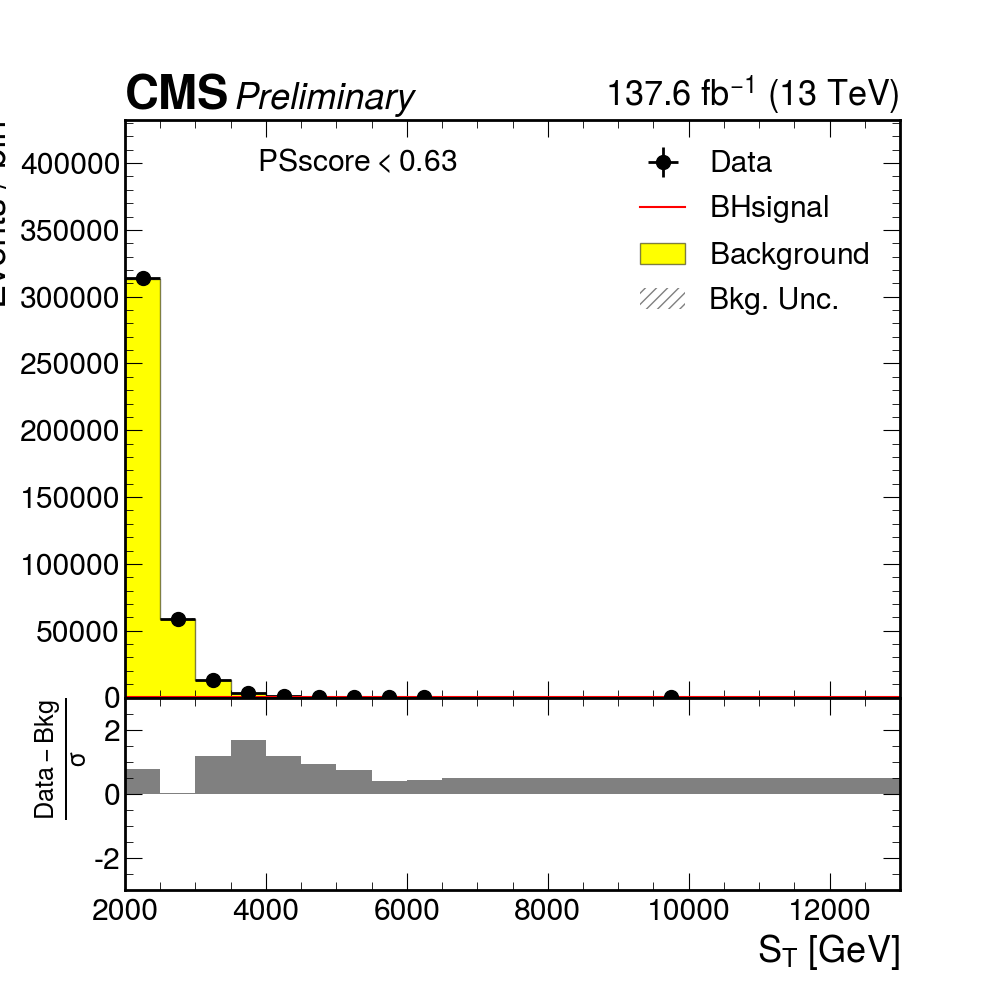 CMS Preliminary 137.6 fb⁻¹ (13 TeV)
PSscore < 0.63
Data
BHsignal
Background
Bkg. Unc.
400000
350000
300000
250000
200000
150000
100000
50000
0
Data − Bkg
σ
2
0
-2
2000 4000 6000 8000 10000 12000
S_T [GeV]